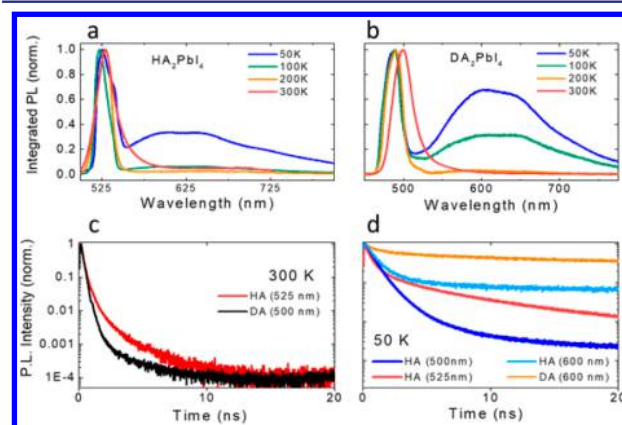 a
b
Integrated PL (norm.)
1.0
0.8
0.6
0.4
0.2
0.0
HA₂PbI₄
50K
100K
200K
300K
DA₂PbI₄
50K
100K
200K
300K
525
625
725
500
600
700
Wavelength (nm)
Wavelength (nm)
c
d
P.L. Intensity (norm.)
1
0.1
0.01
0.001
1E-4
300 K
HA (525 nm)
DA (500 nm)
50 K
HA (500nm)
HA (525nm)
HA (600 nm)
DA (600 nm)
0
10
20
0
10
20
Time (ns)
Time (ns)